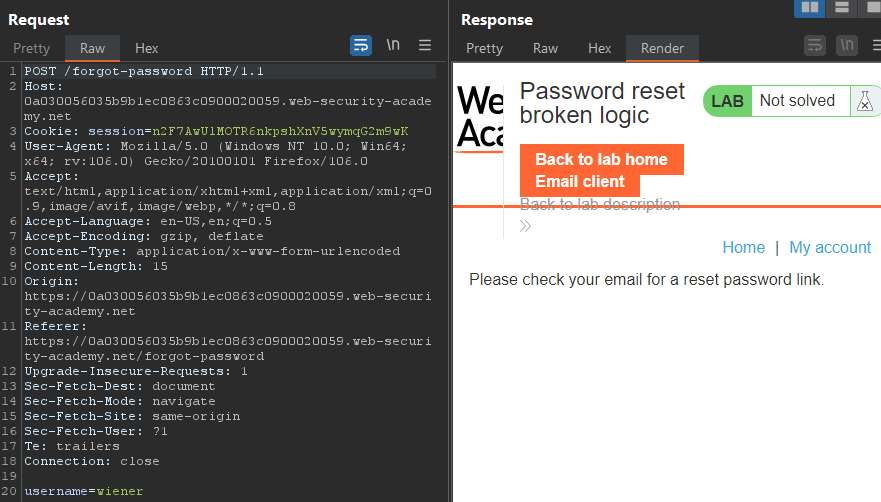 Request
Pretty
Raw
Hex
\n
1 POST /forgot-password HTTP/1.1
2 Host:
0a030056035b9b1ec0863c0900020059.web-security-acade
my.net
3 Cookie: session=n2F7AwUlMOTR6nkpshXnV5wymqG2m9wK
4 User-Agent: Mozilla/5.0 (Windows NT 10.0; Win64;
x64; rv:106.0) Gecko/20100101 Firefox/106.0
5 Accept:
text/html,application/xhtml+xml,application/xml;q=0
.9,image/avif,image/webp,*/*;q=0.8
6 Accept-Language: en-US,en;q=0.5
7 Accept-Encoding: gzip, deflate
8 Content-Type: application/x-www-form-urlencoded
9 Content-Length: 15
10 Origin:
https://0a030056035b9b1ec0863c0900020059.web-securi
ty-academy.net
11 Referer:
https://0a030056035b9b1ec0863c0900020059.web-securi
ty-academy.net/forgot-password
12 Upgrade-Insecure-Requests: 1
13 Sec-Fetch-Dest: document
14 Sec-Fetch-Mode: navigate
15 Sec-Fetch-Site: same-origin
16 Sec-Fetch-User: ?1
17 Te: trailers
18 Connection: close
19
20 username=wiener
Response
Pretty
Raw
Hex
Render
\n
We
Aca
Password reset
broken logic
LAB Not solved
Back to lab home
Email client
Back to lab description
Home | My account
Please check your email for a reset password link.